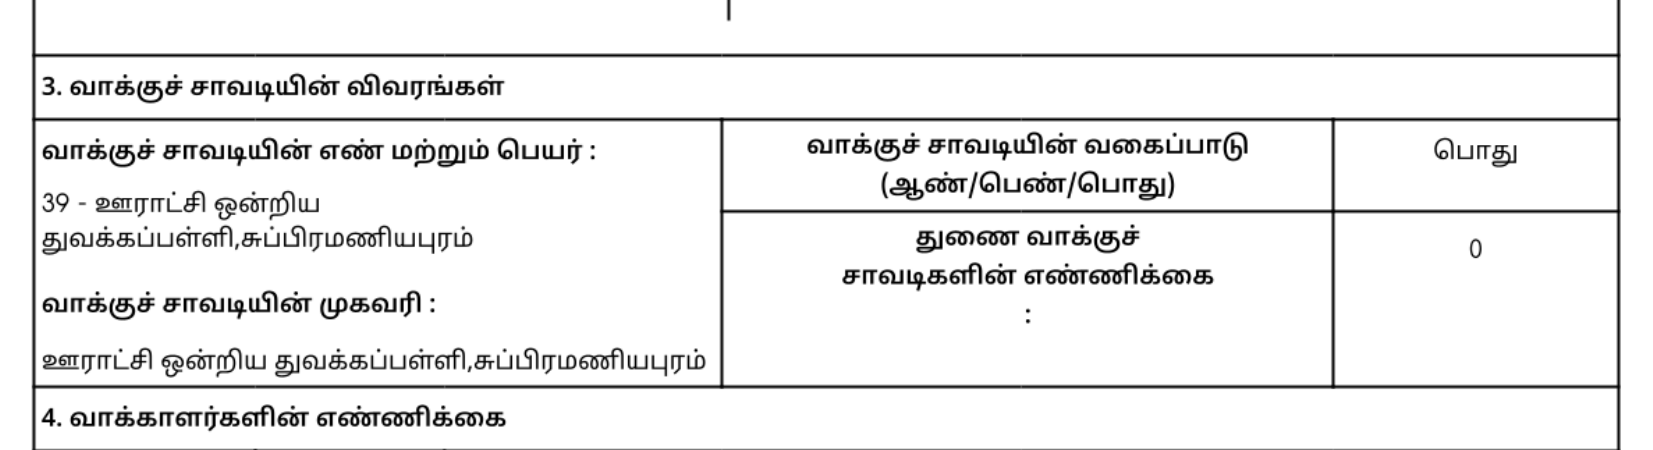 3. வாக்குச் சாவடியின் விவரங்கள்
வாக்குச் சாவடியின் எண் மற்றும் பெயர் :
39 - ஊராட்சி ஒன்றிய
துவக்கப்பள்ளி,சுப்பிரமணியபுரம்
வாக்குச் சாவடியின் முகவரி :
ஊராட்சி ஒன்றிய துவக்கப்பள்ளி,சுப்பிரமணியபுரம்
வாக்குச் சாவடியின் வகைப்பாடு
(ஆண்/பெண்/பொது)
பொது
துணை வாக்குச்
சாவடிகளின் எண்ணிக்கை
:
0
4. வாக்காளர்களின் எண்ணிக்கை